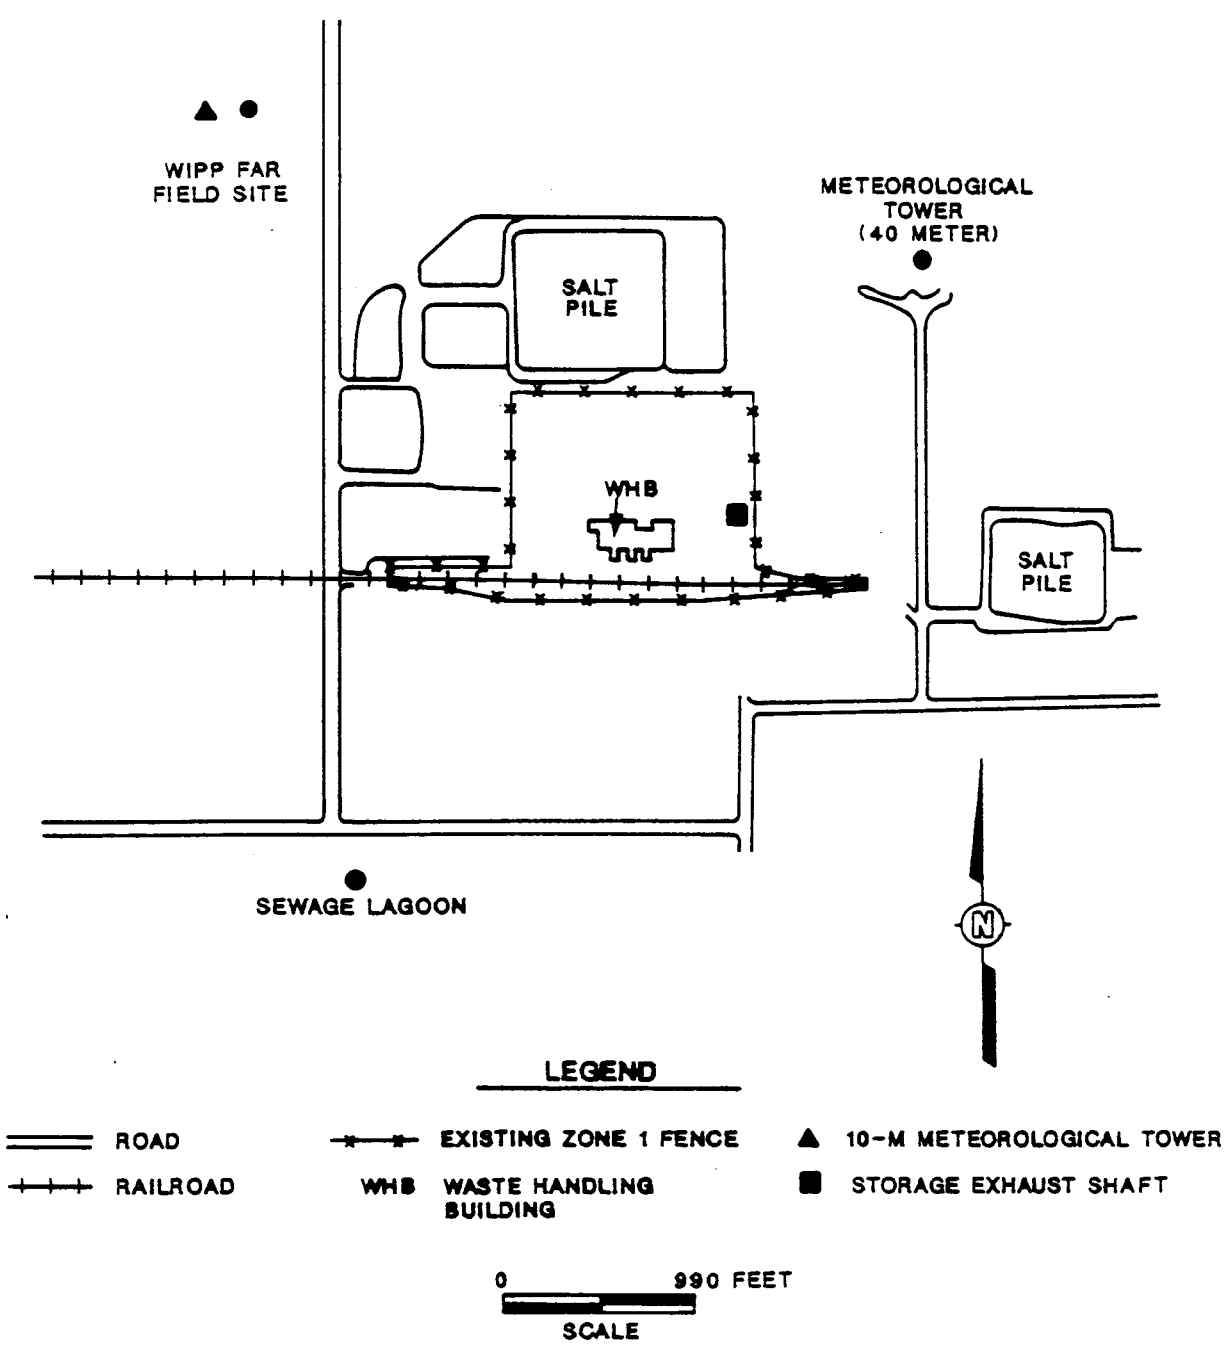 WIPP FAR
FIELD SITE
METEOROLOGICAL
TOWER
(40 METER)
SALT
PILE
WHB
SALT
PILE
SEWAGE LAGOON
N
LEGEND
ROAD
EXISTING ZONE 1 FENCE
10-M METEOROLOGICAL TOWER
RAILROAD
WHB WASTE HANDLING
BUILDING
STORAGE EXHAUST SHAFT
0 990 FEET
SCALE